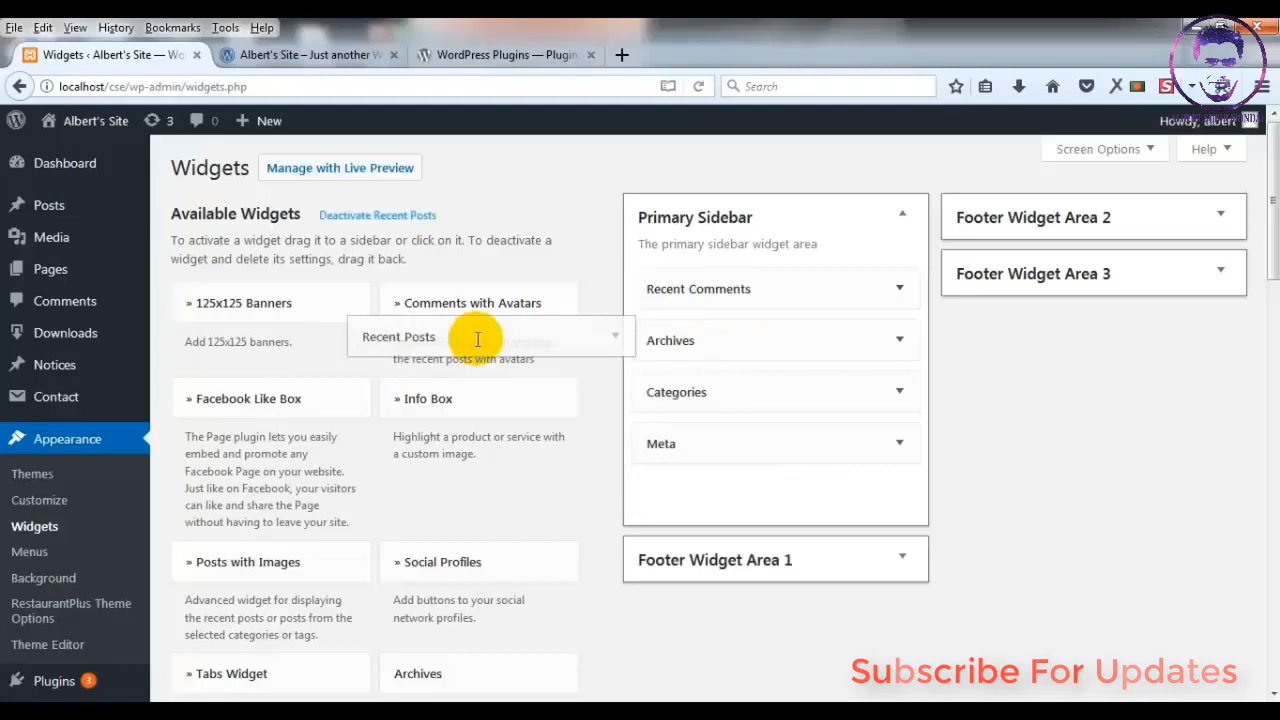 File Edit View History Bookmarks Tools Help
Widgets ‹ Albert's Site — Wo
Albert's Site – Just another W
WordPress Plugins — Plugin
localhost/cse/wp-admin/widgets.php
Search
Albert's Site 3 0 New
Howdy, albert
Dashboard
Posts
Media
Pages
Comments
Downloads
Notices
Contact
Appearance
Themes
Customize
Widgets
Menus
Background
RestaurantPlus Theme
Options
Theme Editor
Plugins 3
Screen Options
Help
Widgets
Manage with Live Preview
Available Widgets
Deactivate Recent Posts
To activate a widget drag it to a sidebar or click on it. To deactivate a
widget and delete its settings, drag it back.
» 125x125 Banners
Add 125x125 banners.
» Comments with Avatars
Recent Posts
the recent posts with avatars
» Facebook Like Box
The Page plugin lets you easily
embed and promote any
Facebook Page on your website.
Just like on Facebook, your visitors
can like and share the Page
without having to leave your site.
» Info Box
Highlight a product or service with
a custom image.
» Posts with Images
Advanced widget for displaying
the recent posts or posts from the
selected categories or tags.
» Social Profiles
Add buttons to your social
network profiles.
» Tabs Widget
Archives
Primary Sidebar
The primary sidebar widget area
Recent Comments
Archives
Categories
Meta
Footer Widget Area 1
Footer Widget Area 2
Footer Widget Area 3
Subscribe For Updates